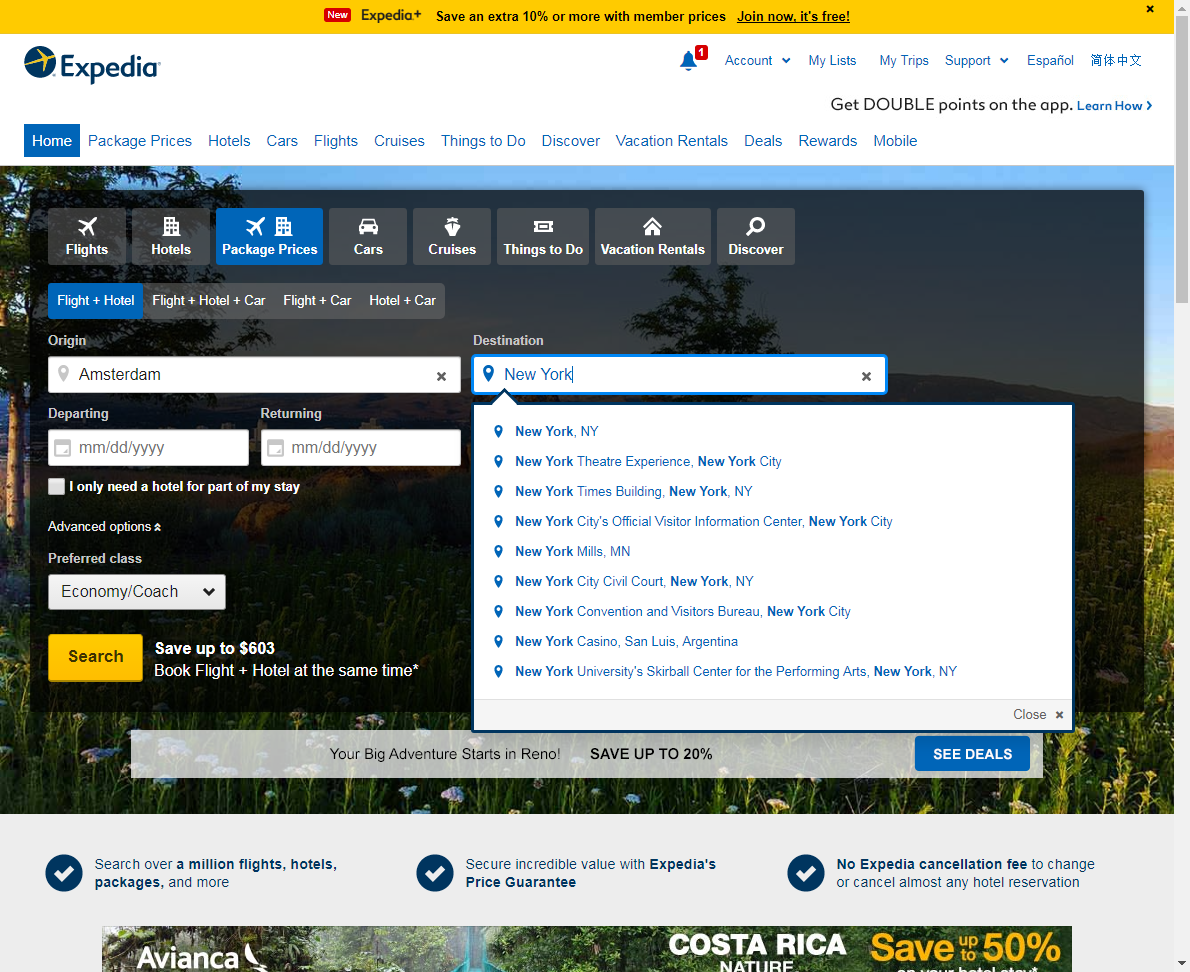 New Expedia+ Save an extra 10% or more with member prices Join now, it's free!
Expedia
1 Account My Lists My Trips Support Español 简体中文
Get DOUBLE points on the app. Learn How
Home Package Prices Hotels Cars Flights Cruises Things to Do Discover Vacation Rentals Deals Rewards Mobile
Flights Hotels Package Prices Cars Cruises Things to Do Vacation Rentals Discover
Flight + Hotel Flight + Hotel + Car Flight + Car Hotel + Car
Origin Destination
Amsterdam New York
Departing Returning
mm/dd/yyyy mm/dd/yyyy
I only need a hotel for part of my stay
Advanced options
Preferred class
Economy/Coach
Search
Save up to $603
Book Flight + Hotel at the same time*
New York, NY
New York Theatre Experience, New York City
New York Times Building, New York, NY
New York City's Official Visitor Information Center, New York City
New York Mills, MN
New York City Civil Court, New York, NY
New York Convention and Visitors Bureau, New York City
New York Casino, San Luis, Argentina
New York University's Skirball Center for the Performing Arts, New York, NY
Close
Your Big Adventure Starts in Reno! SAVE UP TO 20% SEE DEALS
Search over a million flights, hotels,
packages, and more
Secure incredible value with Expedia's
Price Guarantee
No Expedia cancellation fee to change
or cancel almost any hotel reservation
Avianca
COSTA RICA
NATURE
Save up to 50%
on your hotel stay*